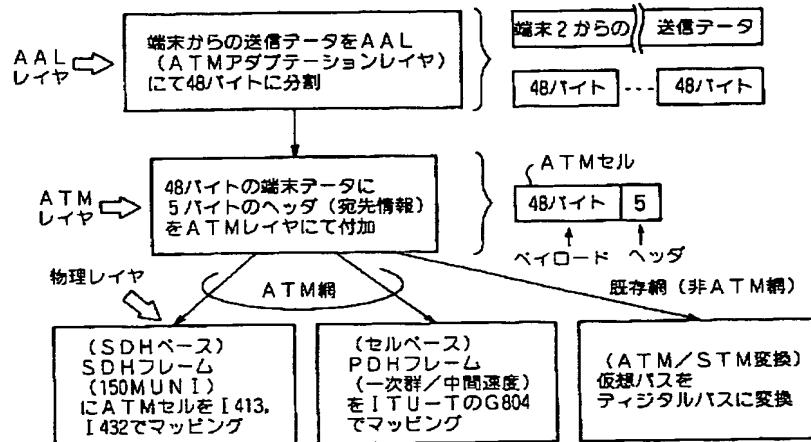 AAL
レイヤ
端末からの送信データをAAL
(ATMアダプテーションレイヤ)
にて48バイトに分割
端末2からの 送信データ
48バイト --- 48バイト
ATM
レイヤ
48バイトの端末データに
5バイトのヘッダ(宛先情報)
をATMレイヤにて付加
ATMセル
48バイト 5
ペイロード ヘッダ
物理レイヤ
ATM網
既存網(非ATM網)
(SDHベース)
SDHフレーム
(150MUNI)
にATMセルをI413,
I432でマッピング
(セルベース)
PDHフレーム
(一次群/中間速度)
をITU-TのG804
でマッピング
(ATM/STM変換)
仮想パスを
ディジタルパスに変換